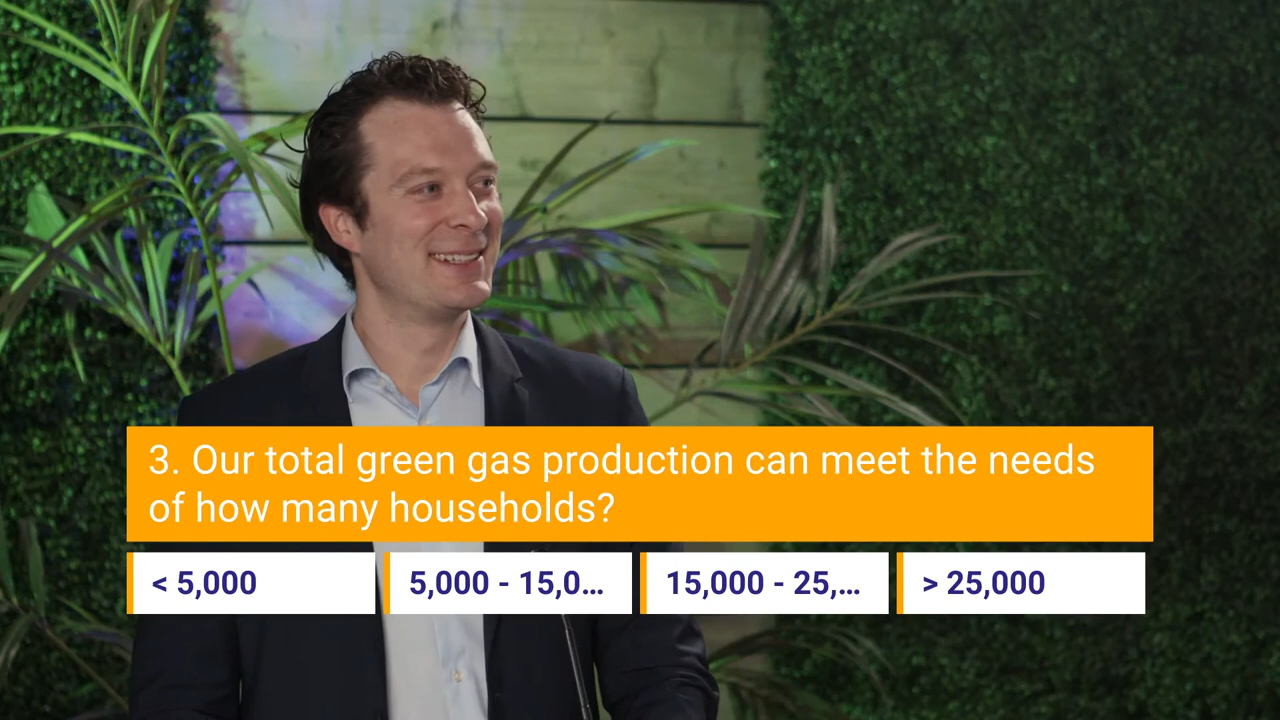 3. Our total green gas production can meet the needs
of how many households?
< 5,000
5,000 - 15,0...
15,000 - 25,...
> 25,000